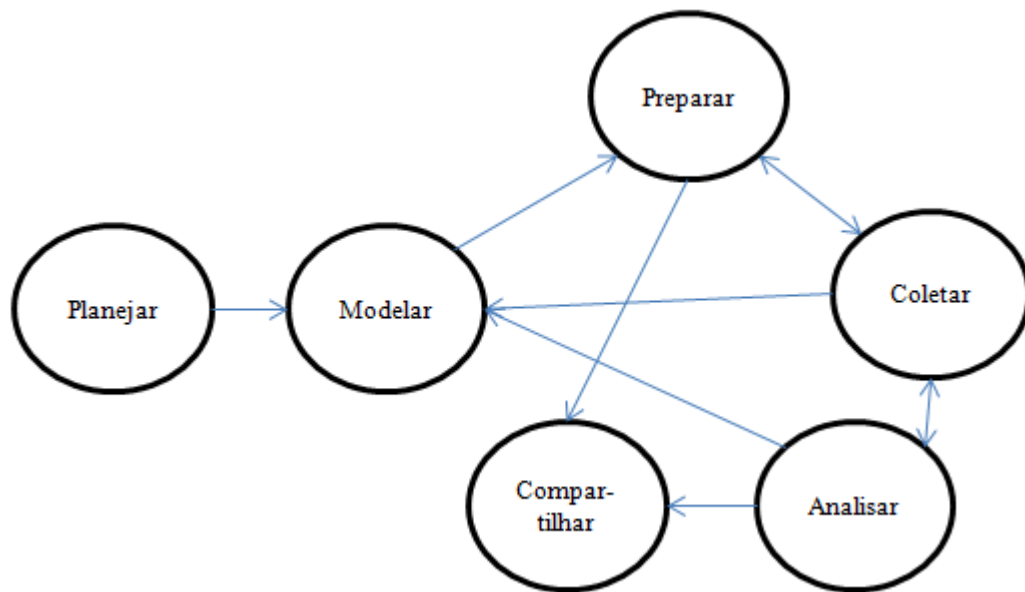 Preparar
Planejar
Modelar
Coletar
Compar-
tilhar
Analisar